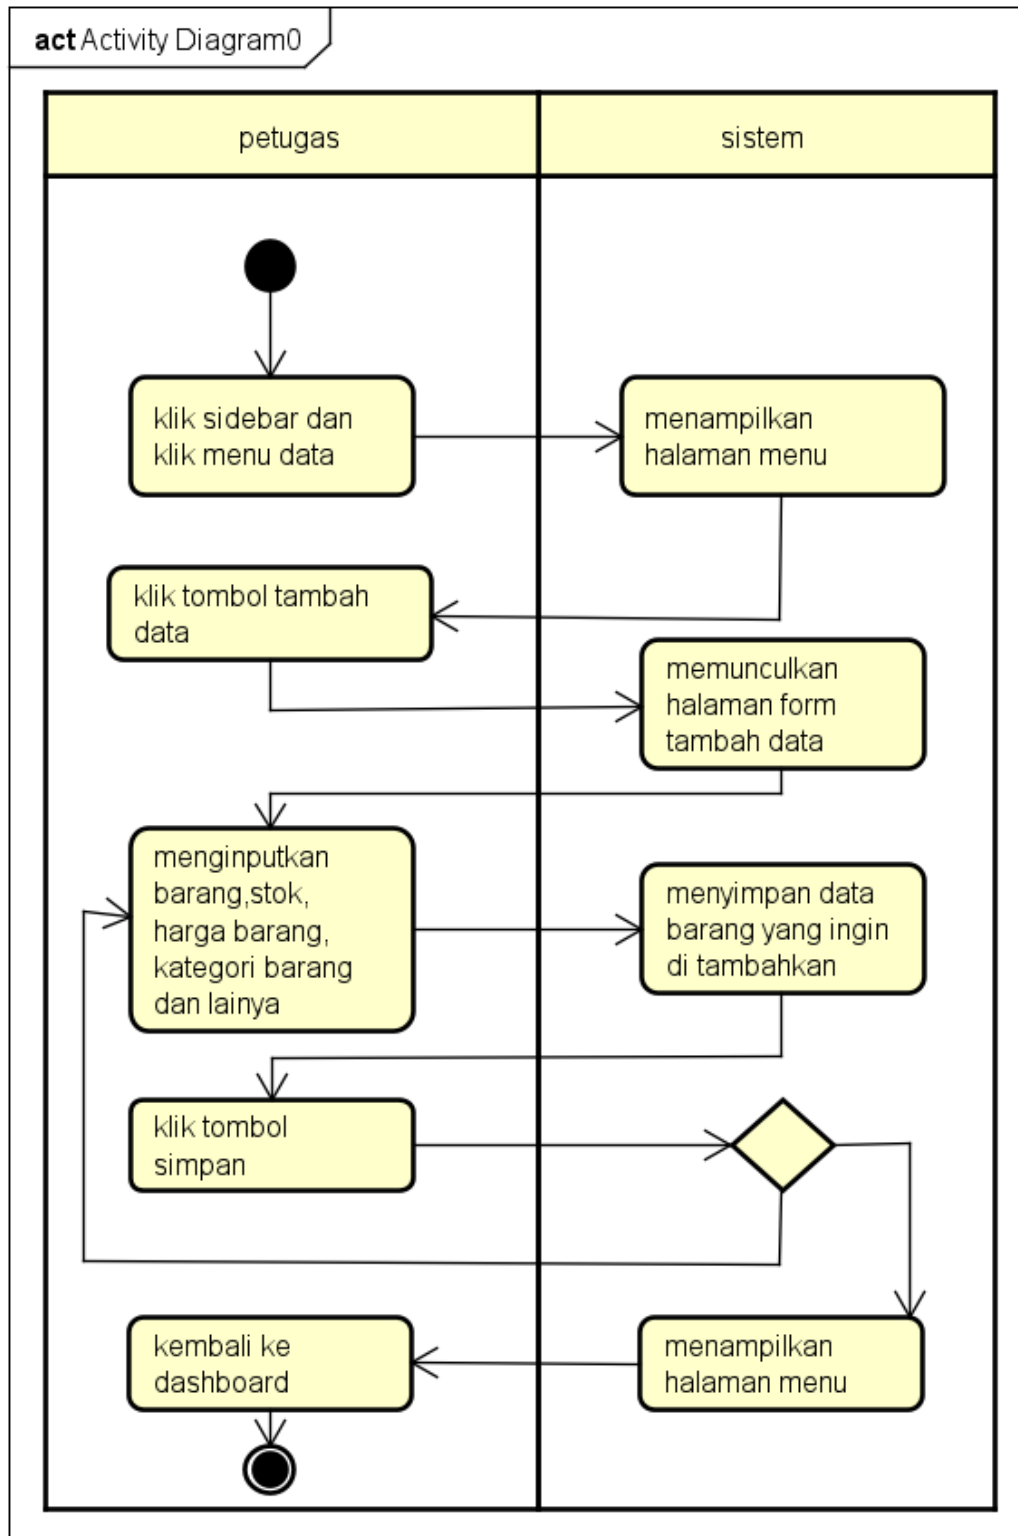 act Activity Diagram0
petugas
sistem
klik sidebar dan
klik menu data
menampilkan
halaman menu
klik tombol tambah
data
memunculkan
halaman form
tambah data
menginputkan
barang,stok,
harga barang,
kategori barang
dan lainya
menyimpan data
barang yang ingin
di tambahkan
klik tombol
simpan
kembali ke
dashboard
menampilkan
halaman menu